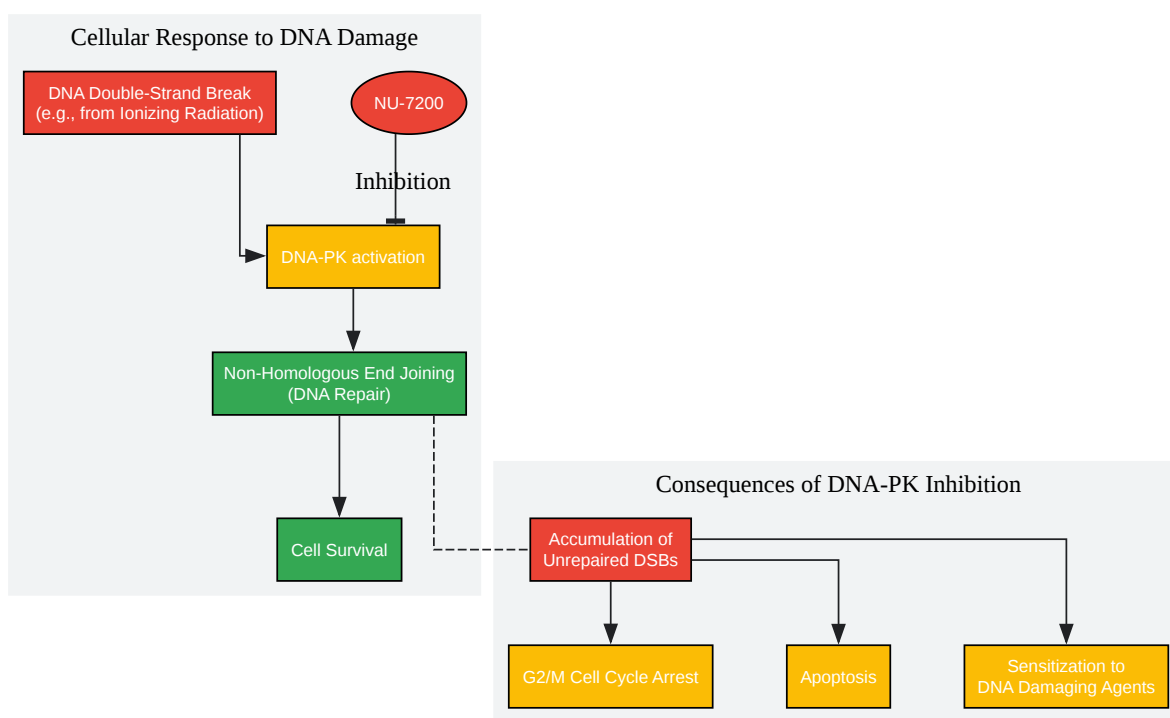 Cellular Response to DNA Damage
DNA Double-Strand Break
(e.g., from Ionizing Radiation)
NU-7200
Inhibition
DNA-PK activation
Non-Homologous End Joining
(DNA Repair)
Cell Survival
Consequences of DNA-PK Inhibition
Accumulation of
Unrepaired DSBs
G2/M Cell Cycle Arrest
Apoptosis
Sensitization to
DNA Damaging Agents